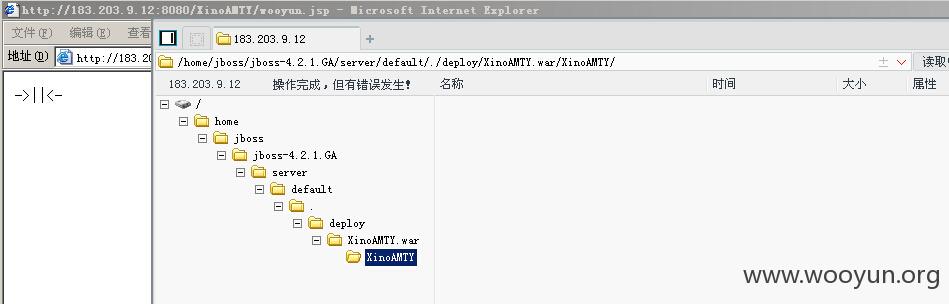 http://183.203.9.12:8080/XinoAMTY/wooyun.jsp - Microsoft Internet Explorer
文件(F) 编辑(E) 查看
地址(D) http://183.20
->||<-
183.203.9.12
/home/jboss/jboss-4.2.1.GA/server/default/./deploy/XinoAMTY.war/XinoAMTY/
读取
183.203.9.12 操作完成,但有错误发生! 名称 时间 大小 属性
/
home
jboss
jboss-4.2.1.GA
server
default
.
deploy
XinoAMTY.war
XinoAMTY
www.wooyun.org